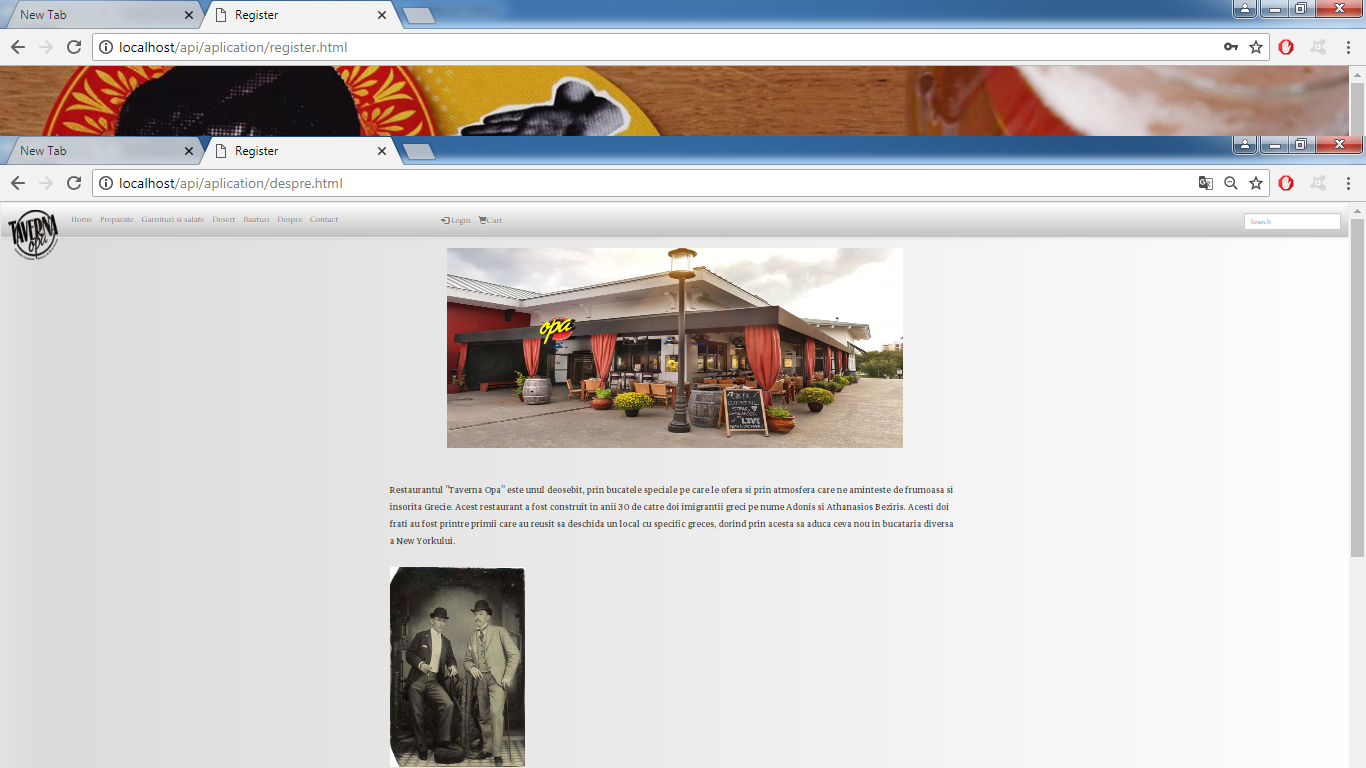 New Tab
Register
localhost/api/aplication/register.html
New Tab
Register
localhost/api/aplication/despre.html
TAVERNA
opa
Home Preparate Garnituri si salate Desert Bauturi Despre Contact Login Cart Search
opa
LIVE
Restaurantul "Taverna Opa" este unul deosebit, prin bucatele speciale pe care le ofera si prin atmosfera care ne aminteste de frumoasa si
insorita Grecie. Acest restaurant a fost construit in anii 30 de catre doi imigrantii greci pe nume Adonis si Athanasios Beziris. Acesti doi
frati au fost printre primii care au reusit sa deschida un local cu specific greces, dorind prin acesta sa aduca ceva nou in bucataria diversa
a New Yorkului.